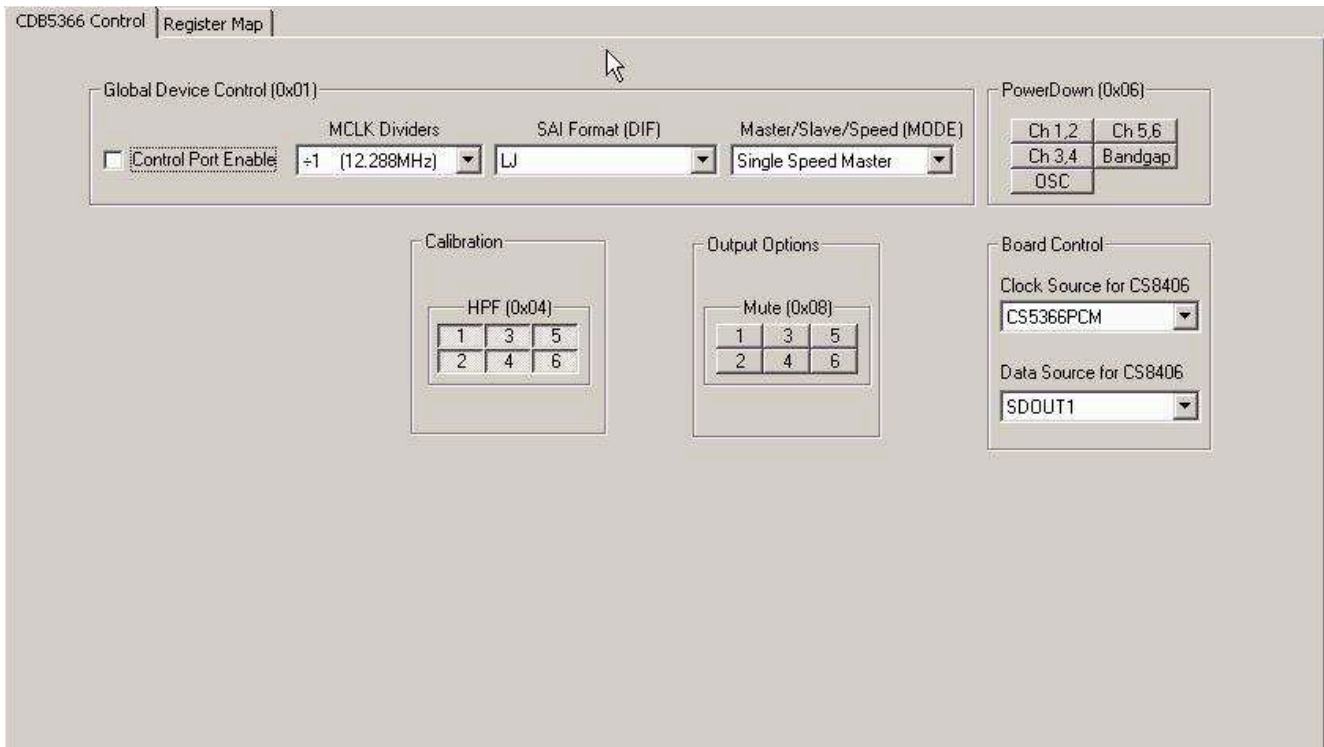 CDB5366 Control
Register Map
Global Device Control (0x01)
MCLK Dividers
SAI Format (DIF)
Master/Slave/Speed (MODE)
Control Port Enable
÷1 (12.288MHz)
LJ
Single Speed Master
PowerDown (0x06)
Ch 1,2
Ch 5,6
Ch 3,4
Bandgap
OSC
Calibration
HPF (0x04)
1 3 5
2 4 6
Output Options
Mute (0x08)
1 3 5
2 4 6
Board Control
Clock Source for CS8406
CS5366PCM
Data Source for CS8406
SDOUT1